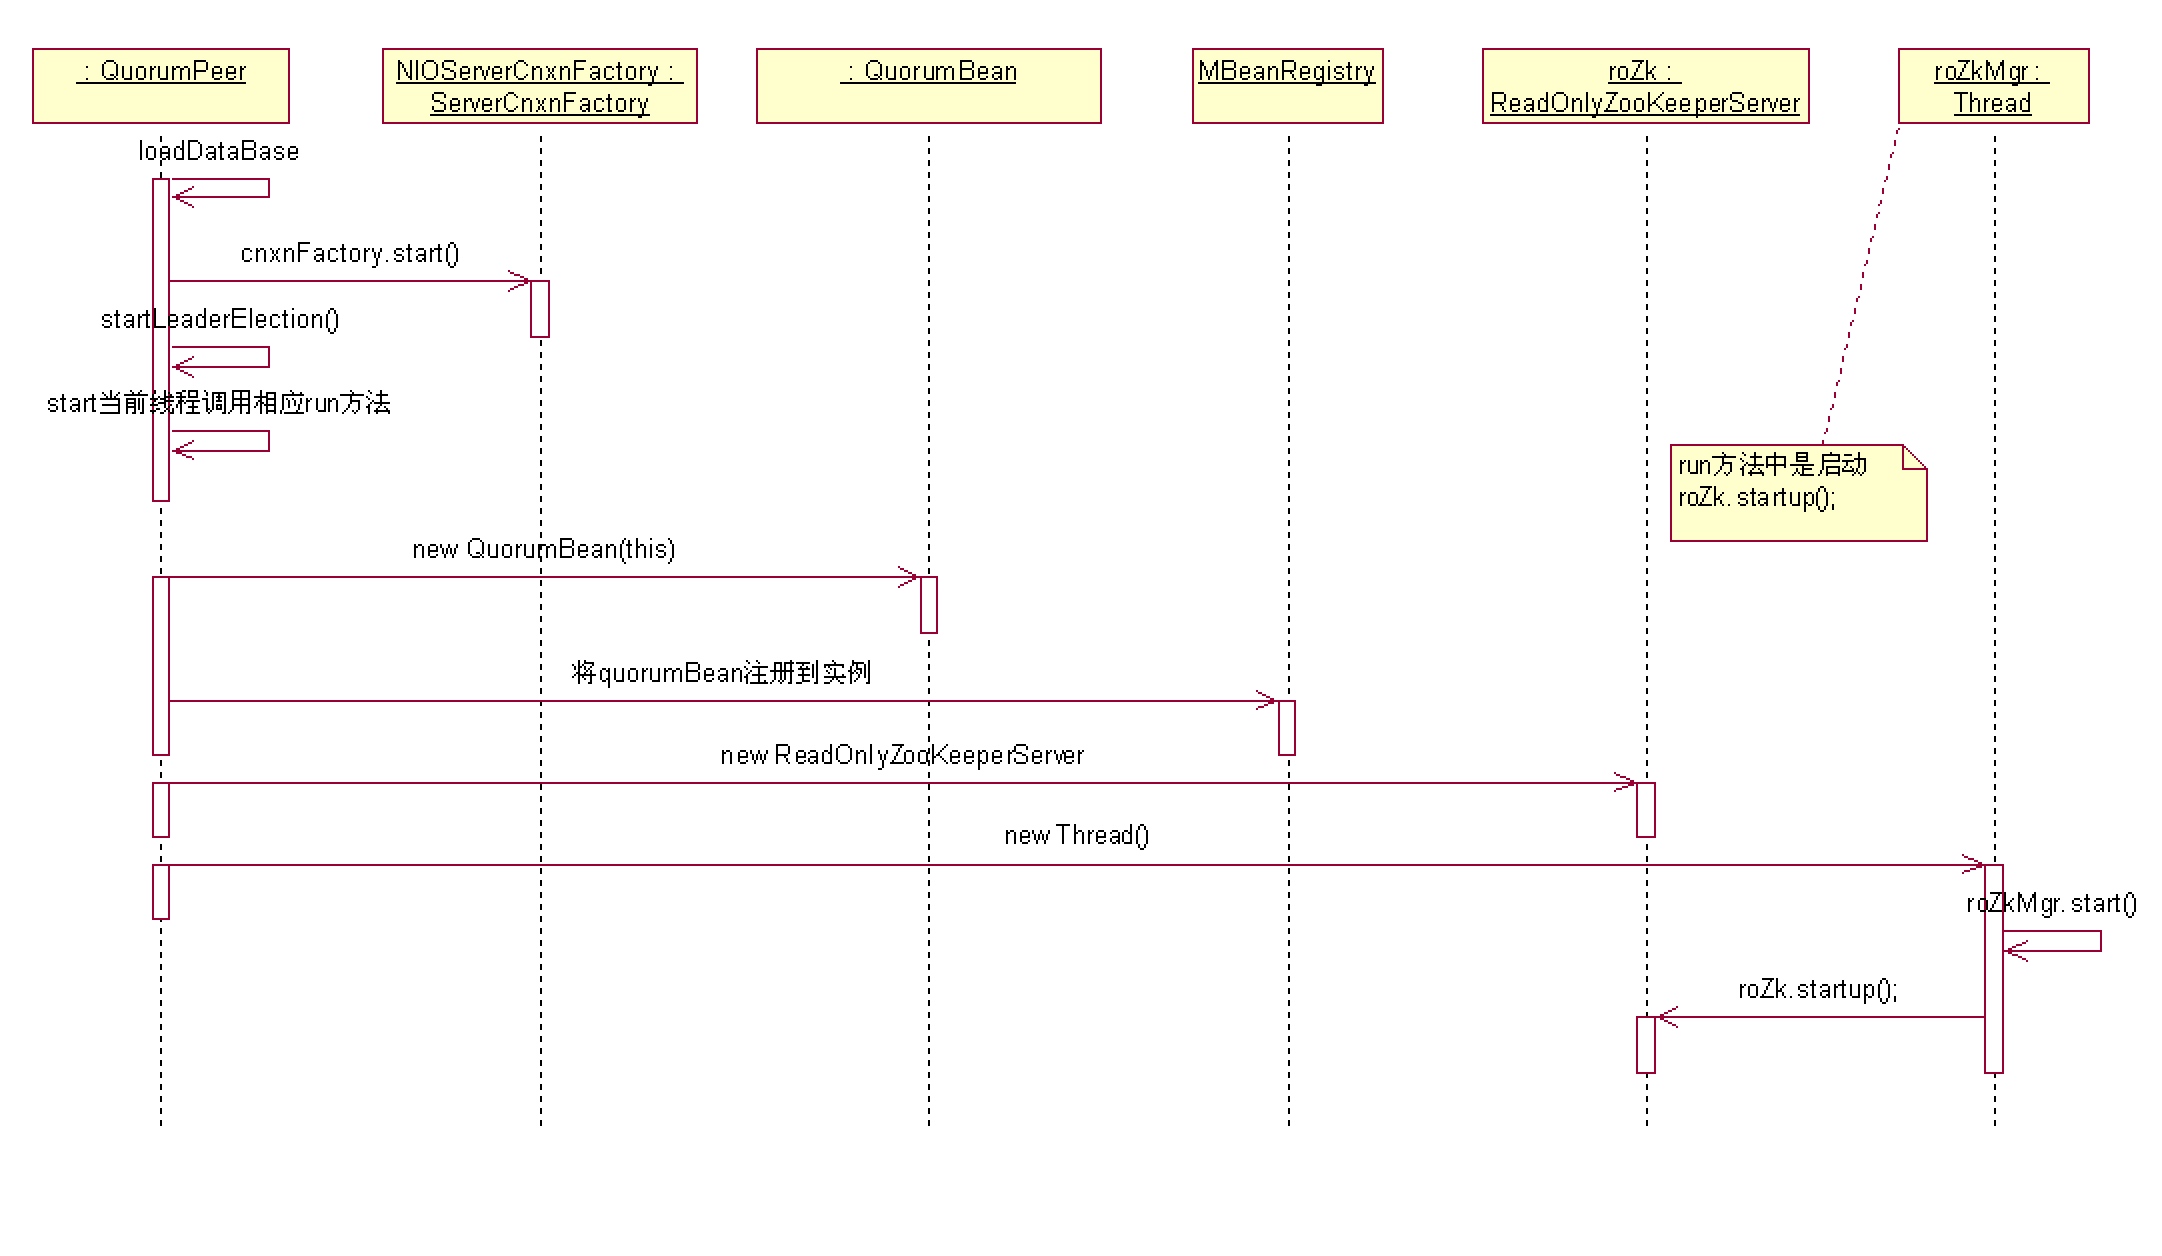 : QuorumPeer
NIOServerCnxnFactory :
ServerCnxnFactory
: QuorumBean
MBeanRegistry
roZk :
ReadOnlyZooKeeperServer
roZkMgr :
Thread
loadDataBase
cnxnFactory.start()
startLeaderElection()
start当前线程调用相应run方法
run方法中是启动
roZk.startup();
new QuorumBean(this)
将quorumBean注册到实例
new ReadOnlyZooKeeperServer
new Thread()
roZkMgr.start()
roZk.startup();